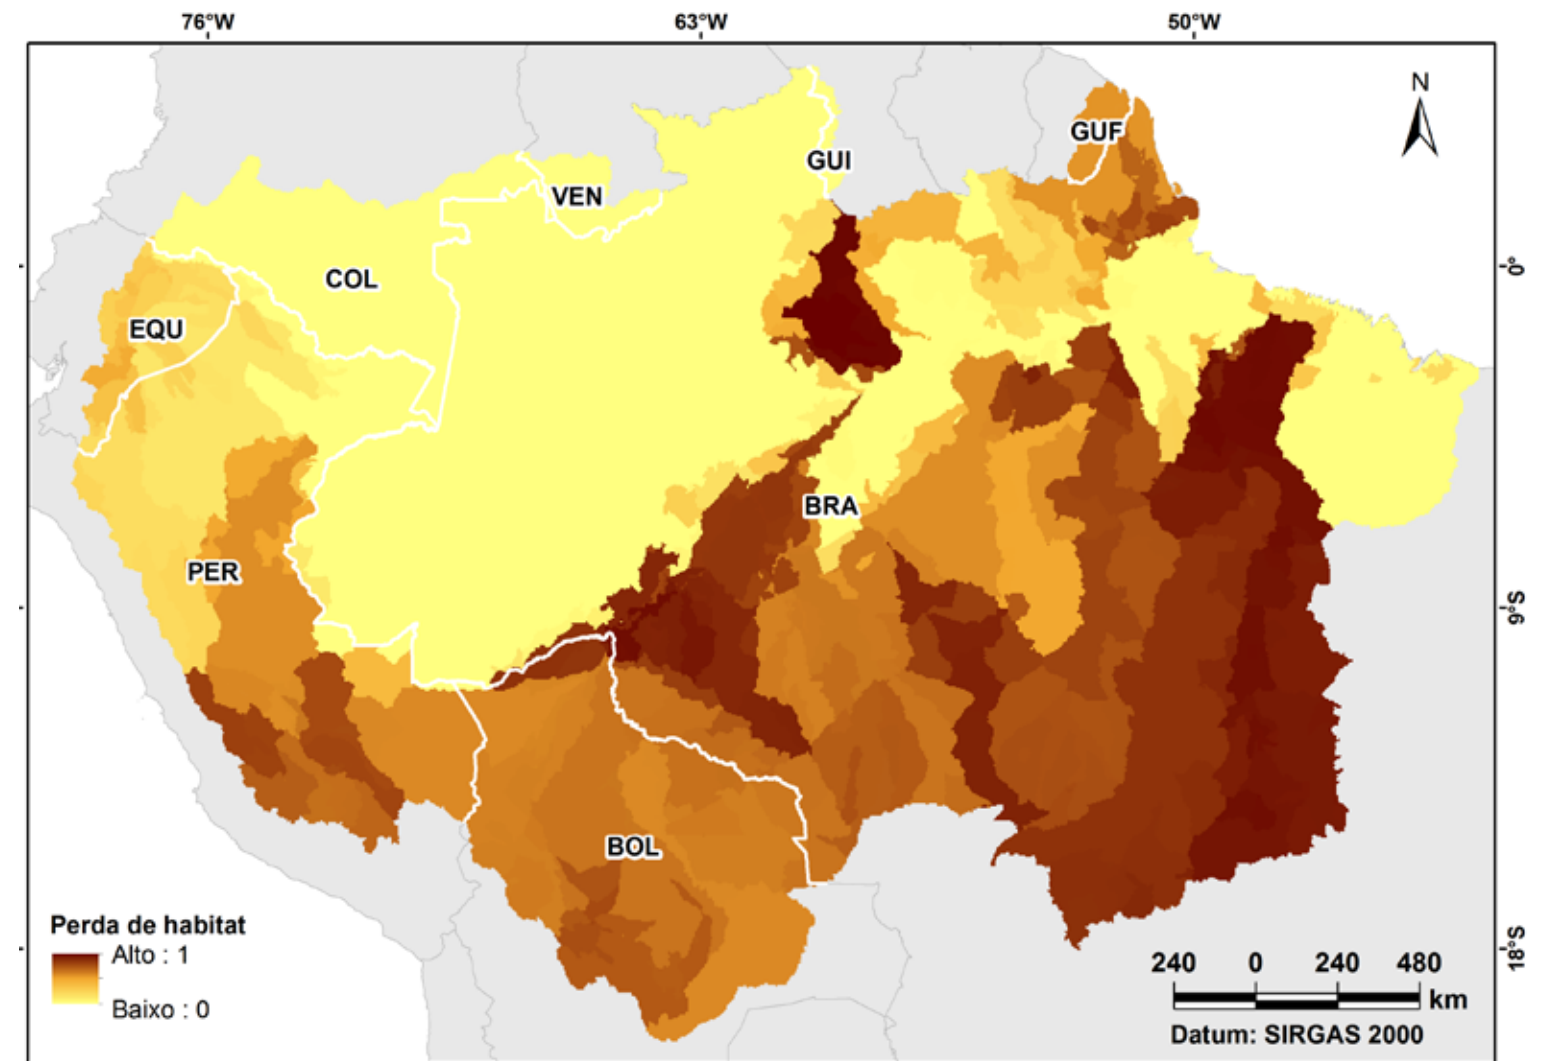 76°W 63°W 50°W
N
GUF
GUI
VEN
0°
COL
EQU
BRA
PER
9°S
BOL
Perda de habitat
Alto : 1
Baixo : 0
18°S
240 0 240 480
km
Datum: SIRGAS 2000